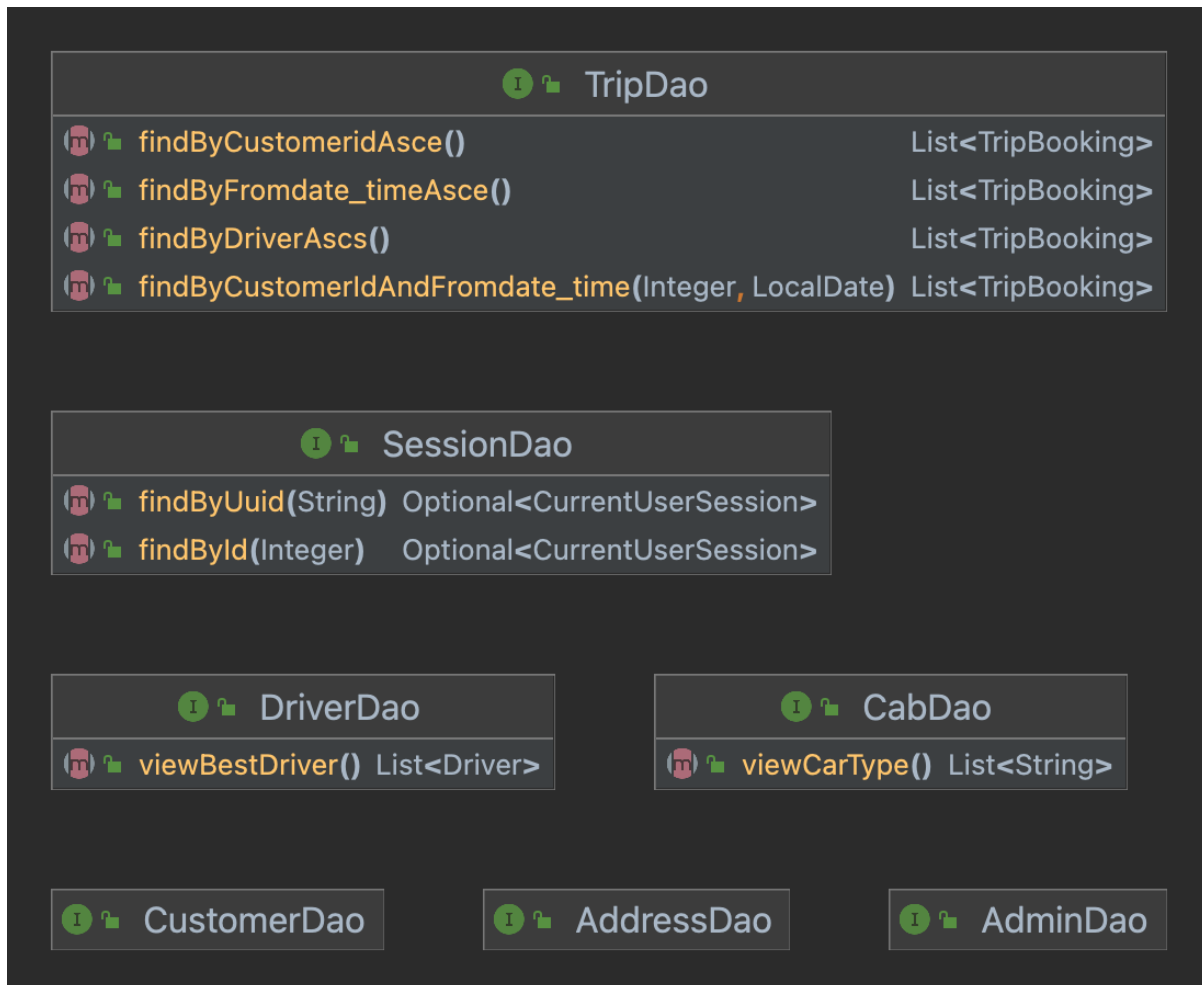 TripDao
findByCustomeridAsce() List<TripBooking>
findByFromdate_timeAsce() List<TripBooking>
findByDriverAscs() List<TripBooking>
findByCustomerIdAndFromdate_time(Integer, LocalDate) List<TripBooking>
SessionDao
findByUuid(String) Optional<CurrentUserSession>
findById(Integer) Optional<CurrentUserSession>
DriverDao
viewBestDriver() List<Driver>
CabDao
viewCarType() List<String>
CustomerDao
AddressDao
AdminDao